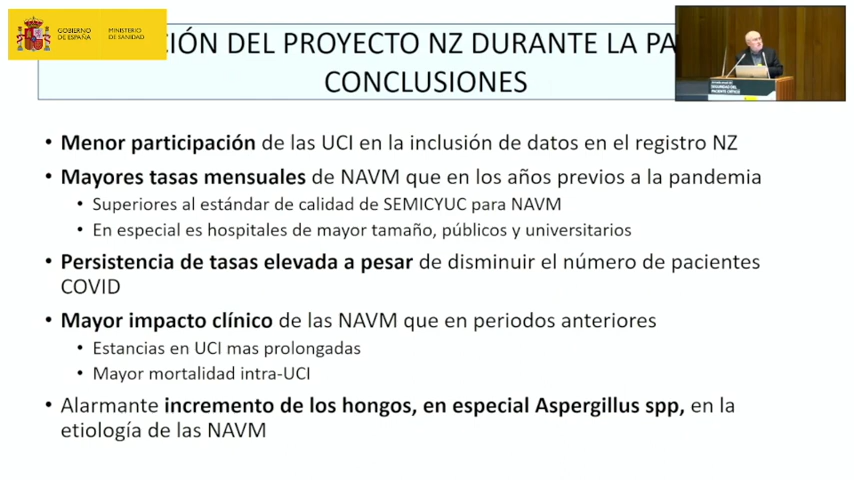 GOBIERNO
DE ESPAÑA
MINISTERIO
DE SANIDAD
DEL PROYECTO NZ DURANTE LA
CONCLUSIONES
SEGURIDAD DEL
PACIENTE CRÍTICO
• Menor participación de las UCI en la inclusión de datos en el registro NZ
• Mayores tasas mensuales de NAVM que en los años previos a la pandemia
• Superiores al estándar de calidad de SEMICYUC para NAVM
• En especial es hospitales de mayor tamaño, públicos y universitarios
• Persistencia de tasas elevada a pesar de disminuir el número de pacientes
COVID
• Mayor impacto clínico de las NAVM que en periodos anteriores
• Estancias en UCI mas prolongadas
• Mayor mortalidad intra-UCI
• Alarmante incremento de los hongos, en especial Aspergillus spp, en la
etiología de las NAVM